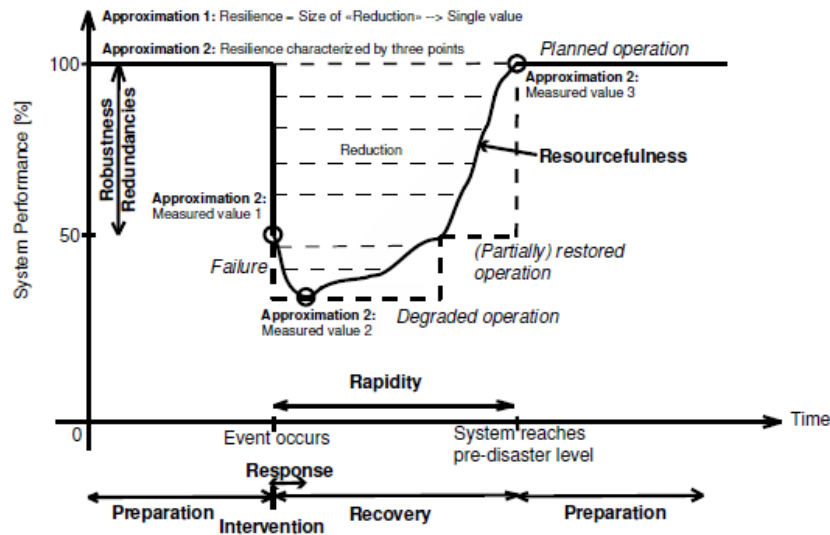 Approximation 1: Resilience = Size of «Reduction» --> Single value
Approximation 2: Resilience characterized by three points
Planned operation
100
Approximation 2:
Measured value 3
System Performance [%]
Robustness
Redundancies
Reduction
Resourcefulness
Approximation 2:
Measured value 1
50
Failure
(Partially) restored
operation
Approximation 2:
Measured value 2
Degraded operation
Rapidity
Time
0
Event occurs
System reaches
pre-disaster level
Response
Preparation
Intervention
Recovery
Preparation